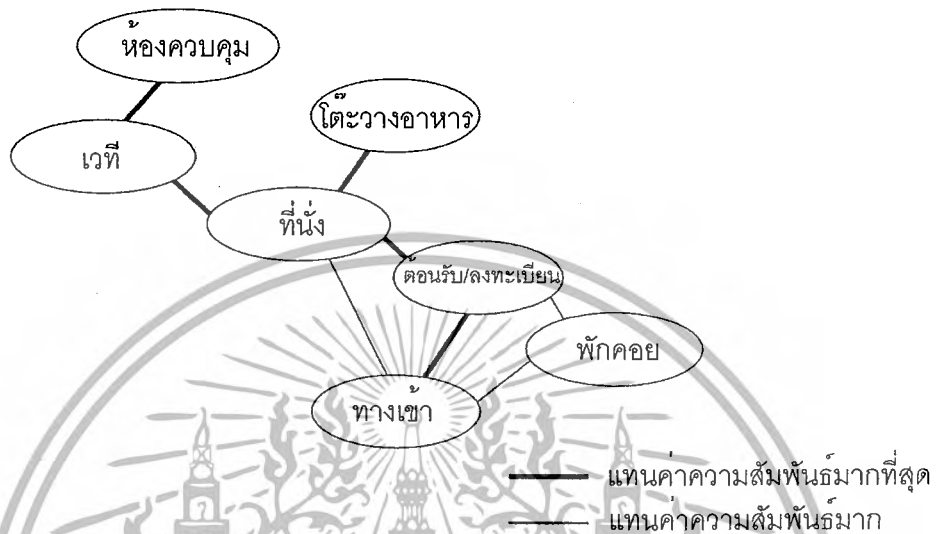 ห้องควบคุม
โต๊ะวางอาหาร
เวที
ที่นั่ง
ต้อนรับ/ลงทะเบียน
พักคอย
ทางเข้า
แทนค่าความสัมพันธ์มากที่สุด
แทนค่าความสัมพันธ์มาก